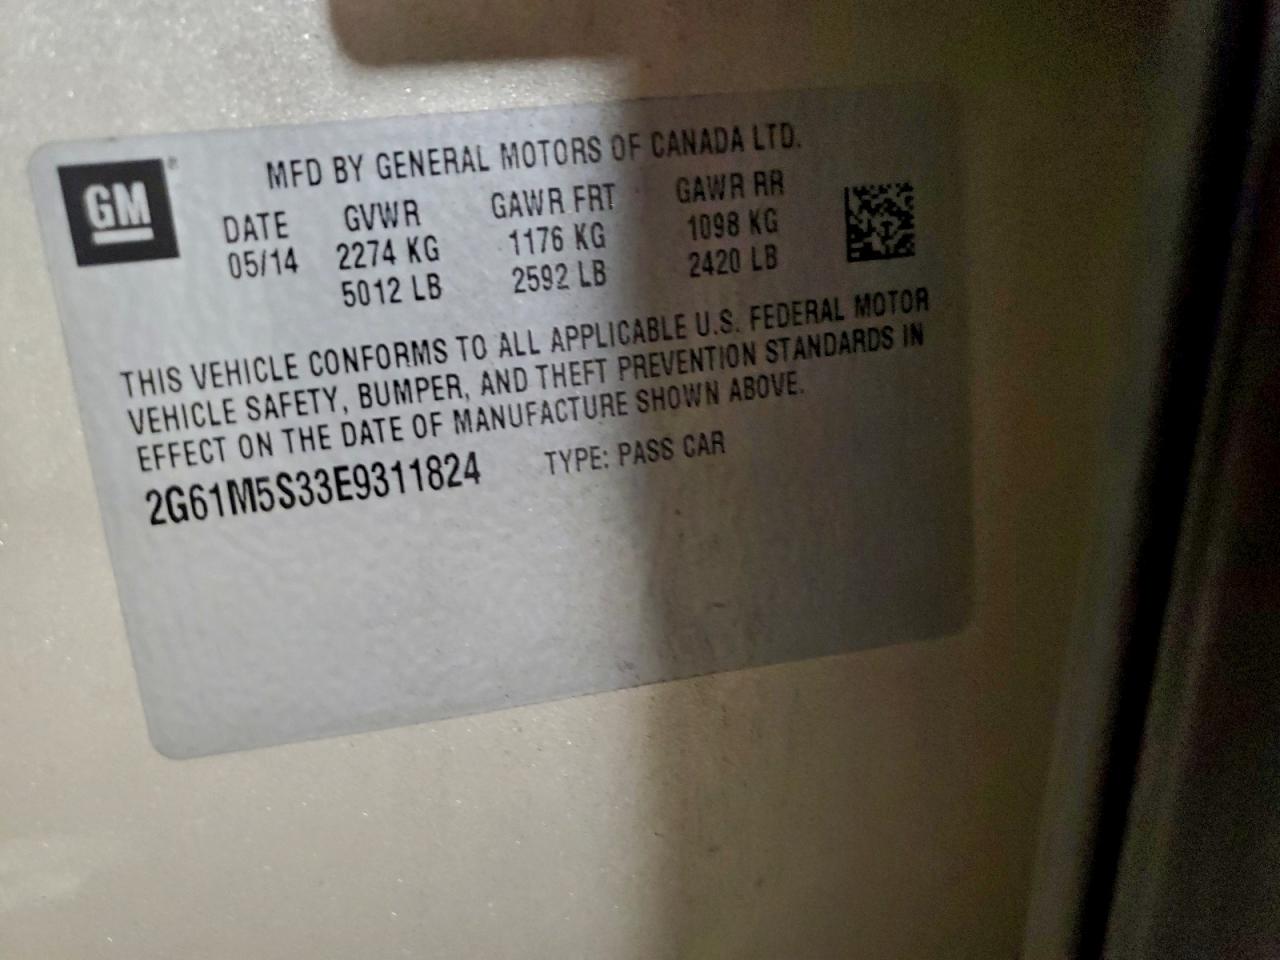 GM ®
MFD BY GENERAL MOTORS OF CANADA LTD.
DATE GVWR GAWR FRT GAWR RR
05/14 2274 KG 1176 KG 1098 KG
5012 LB 2592 LB 2420 LB
THIS VEHICLE CONFORMS TO ALL APPLICABLE U.S. FEDERAL MOTOR
VEHICLE SAFETY, BUMPER, AND THEFT PREVENTION STANDARDS IN
EFFECT ON THE DATE OF MANUFACTURE SHOWN ABOVE.
2G61M5S33E9311824 TYPE: PASS CAR